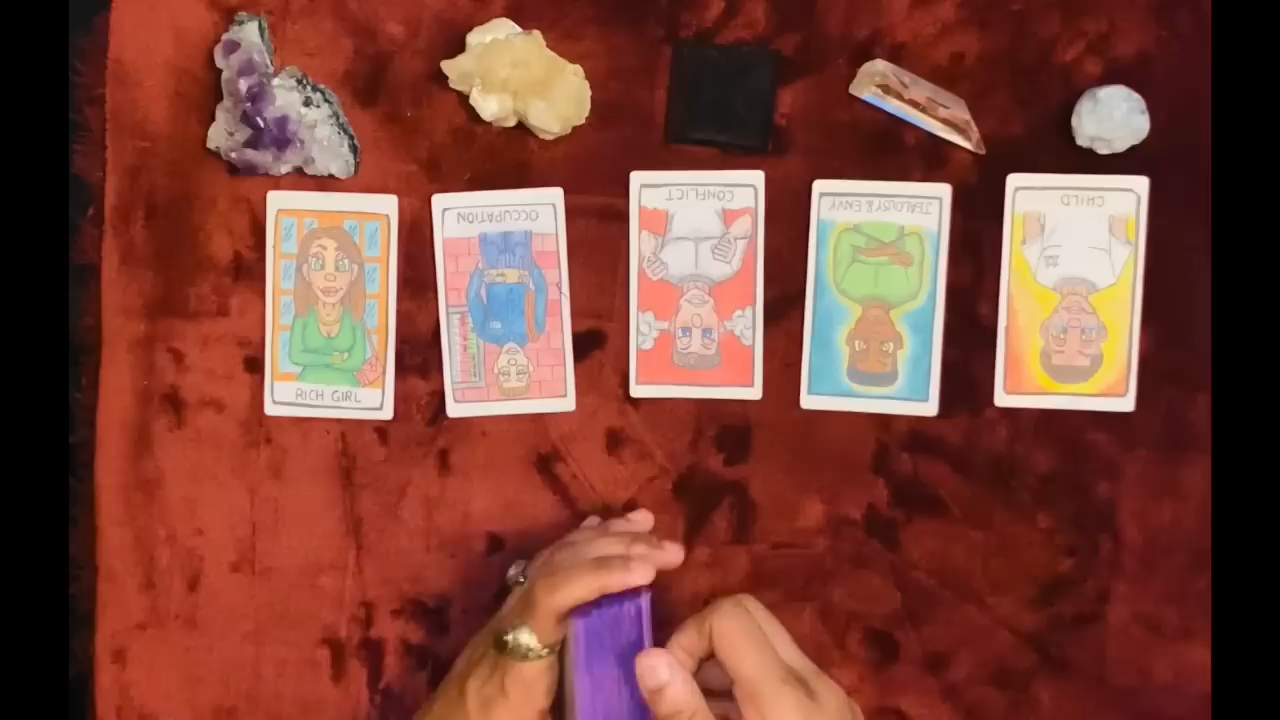 RICH GIRL
OCCUPATION
CONFLICT
JEALOUSY & ENVY
CHILD